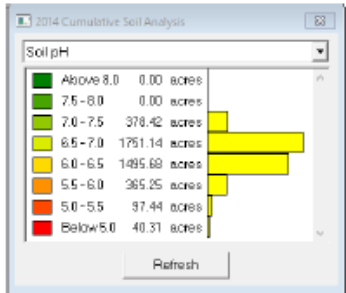 2014 Cumulative Soil Analysis
Soil pH
Above 8.0 0.00 acres
7.5 - 8.0 0.00 acres
7.0 - 7.5 378.42 acres
6.5 - 7.0 1751.14 acres
6.0 - 6.5 1495.68 acres
5.5 - 6.0 365.25 acres
5.0 - 5.5 97.44 acres
Below 5.0 40.31 acres
Refresh